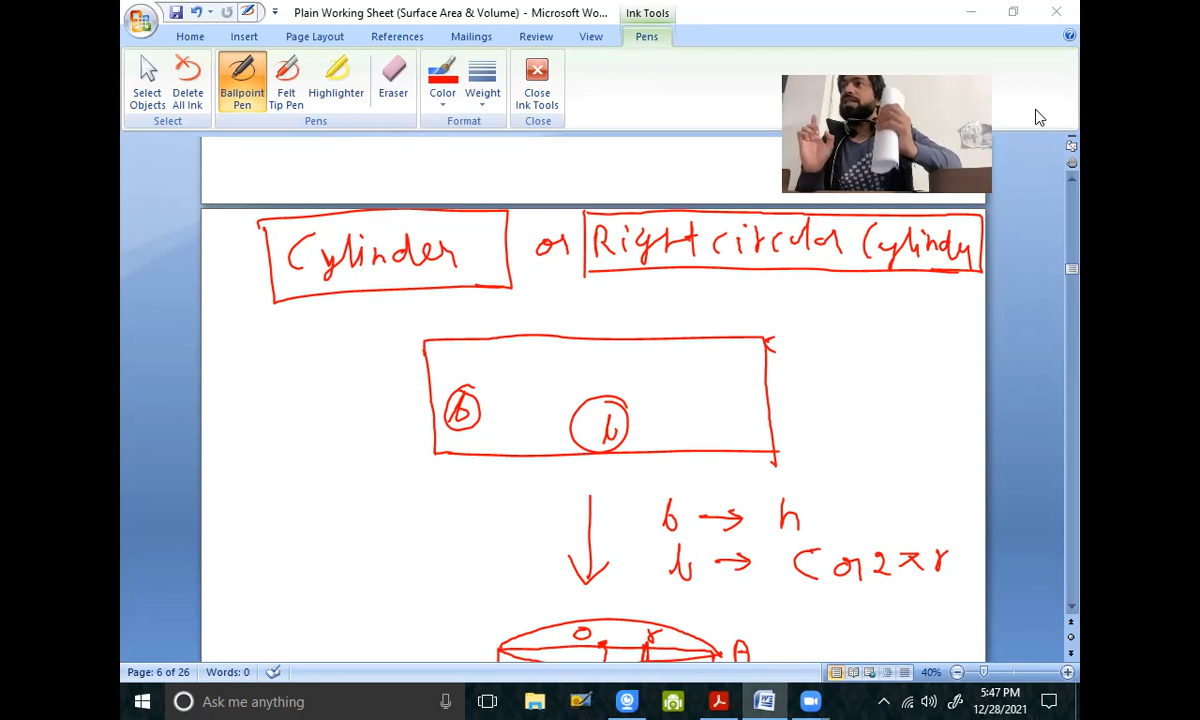 Plain Working Sheet (Surface Area & Volume) - Microsoft Wo...
Ink Tools
Home Insert Page Layout References Mailings Review View Pens
Select Objects
Delete All Ink
Ballpoint Pen
Felt Tip Pen
Highlighter
Eraser
Color
Weight
Close Ink Tools
Select Pens Format Close
Cylinder or Right circular Cylinder
b l
b → h
l → C or 2πr
O r A
Page: 6 of 26 Words: 0 40%
Ask me anything
5:47 PM
12/28/2021